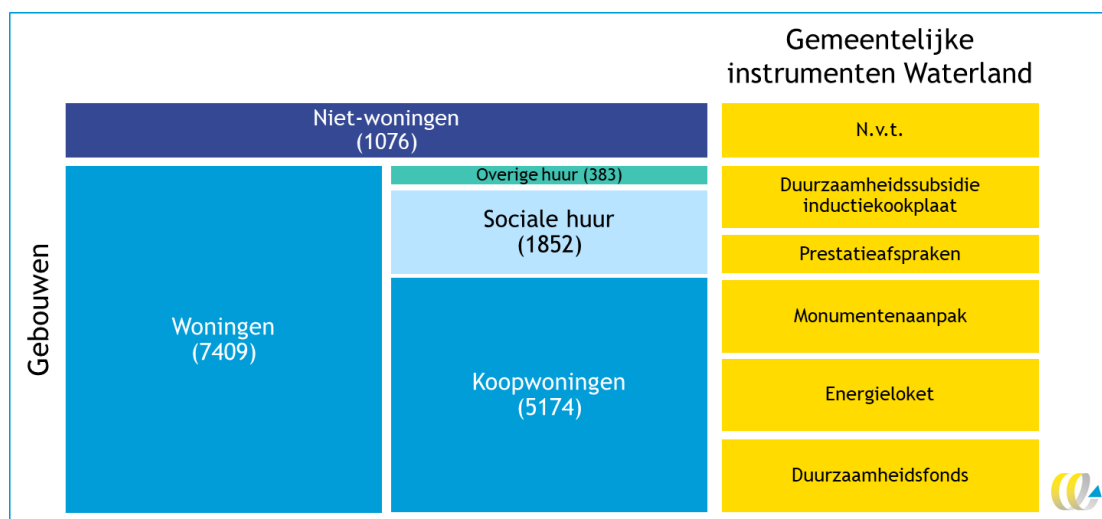 Gemeentelijke
instrumenten Waterland
Niet-woningen
(1076)
N.v.t.
Gebouwen
Woningen
(7409)
Overige huur (383)
Sociale huur
(1852)
Koopwoningen
(5174)
Duurzaamheidssubsidie
inductiekookplaat
Prestatieafspraken
Monumentenaanpak
Energieloket
Duurzaamheidsfonds